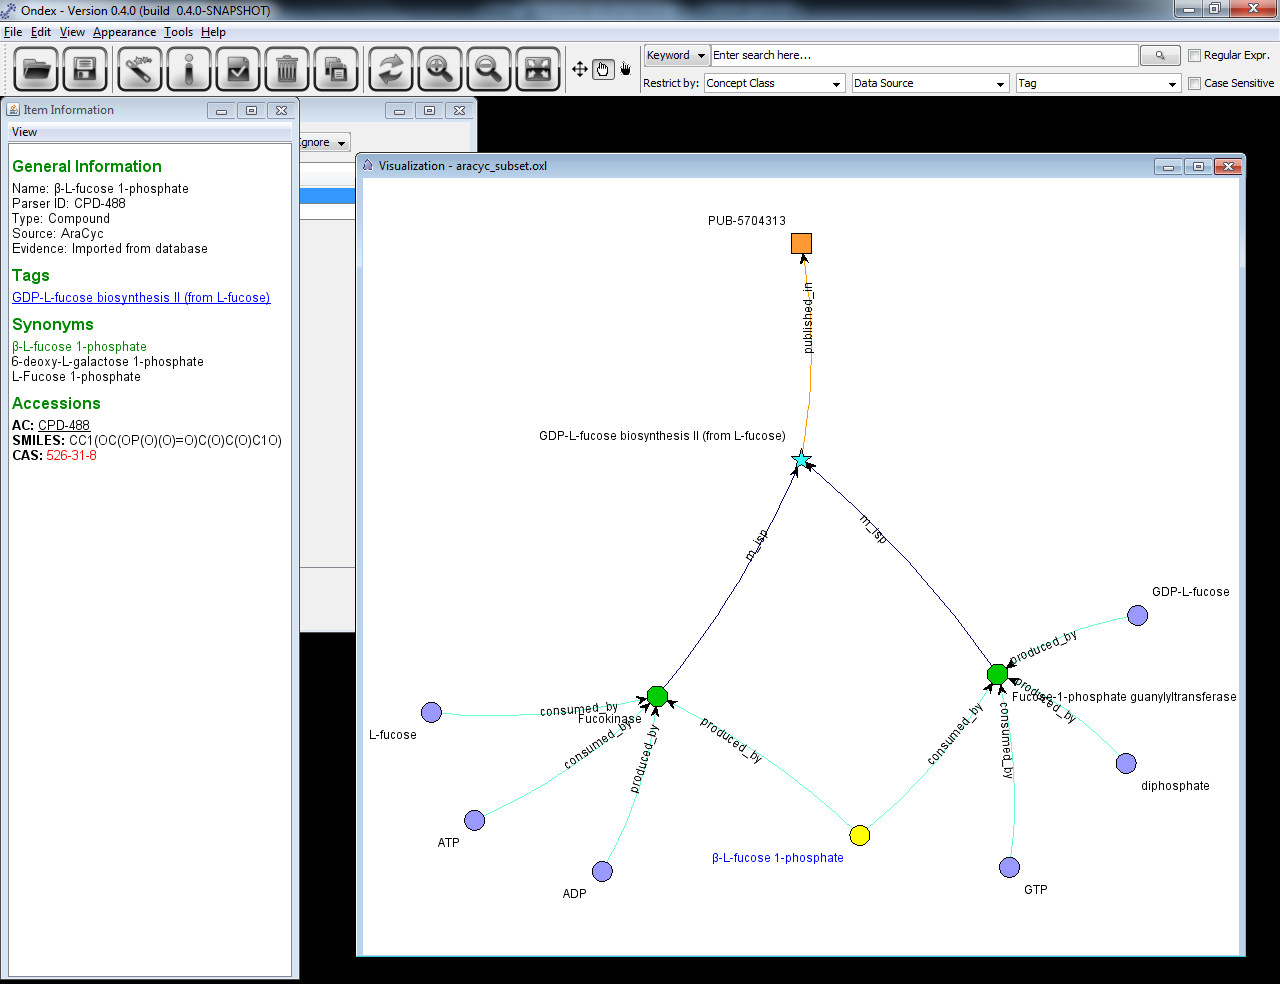 Ondex - Version 0.4.0 (build 0.4.0-SNAPSHOT)
File Edit View Appearance Tools Help
Keyword
Enter search here...
Regular Expr.
Restrict by:
Concept Class
Data Source
Tag
Case Sensitive
Item Information
View
General Information
Name: β-L-fucose 1-phosphate
Parser ID: CPD-488
Type: Compound
Source: AraCyc
Evidence: Imported from database
Tags
GDP-L-fucose biosynthesis II (from L-fucose)
Synonyms
β-L-fucose 1-phosphate
6-deoxy-L-galactose 1-phosphate
L-Fucose 1-phosphate
Accessions
AC: CPD-488
SMILES: CC1(OC(OP(O)(O)=O)C(O)C(O)C1O)
CAS: 526-31-8
Visualization - aracyc_subset.oxl
PUB-5704313
published_in
GDP-L-fucose biosynthesis II (from L-fucose)
m_isp
m_isp
GDP-L-fucose
produced_by
Fucose-1-phosphate guanylyltransferase
produced_by
consumed_by
Fucokinase
L-fucose
consumed_by
produced_by
produced_by
consumed_by
consumed_by
diphosphate
ATP
β-L-fucose 1-phosphate
ADP
GTP